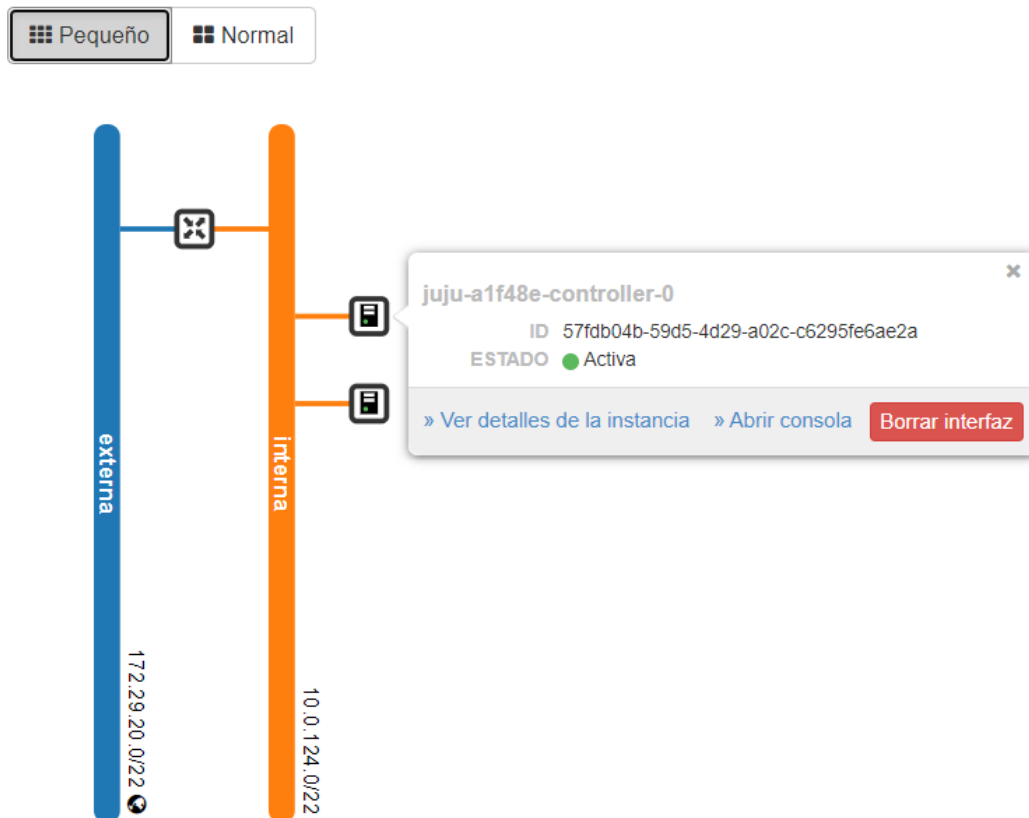 Pequeño
Normal
externa
172.29.20.0/22
interna
10.0.124.0/22
juju-a1f48e-controller-0
ID 57fdb04b-59d5-4d29-a02c-c6295fe6ae2a
ESTADO Activa
» Ver detalles de la instancia » Abrir consola Borrar interfaz